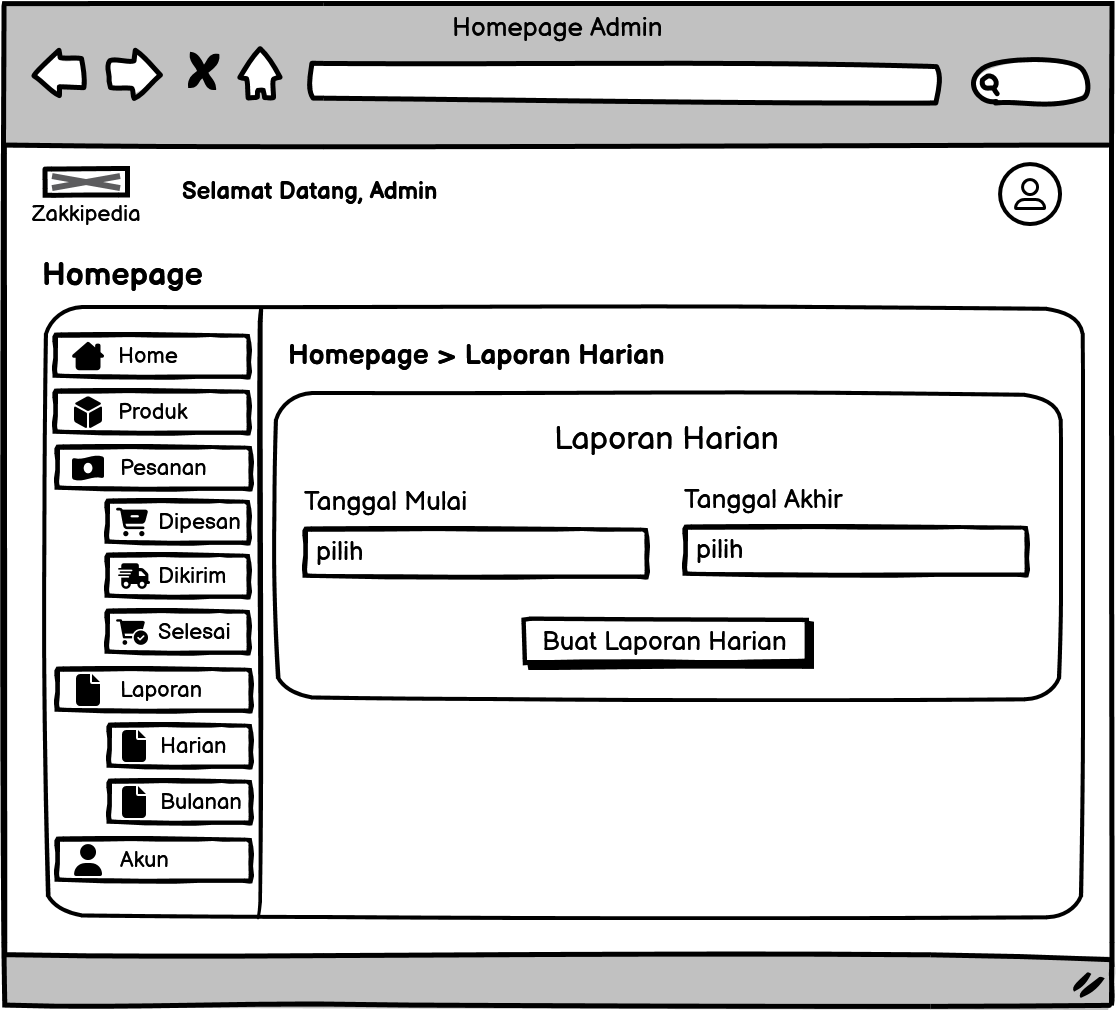 Homepage Admin
Selamat Datang, Admin
Zakkipedia
Homepage
Home
Produk
Pesanan
Dipesan
Dikirim
Selesai
Laporan
Harian
Bulanan
Akun
Homepage > Laporan Harian
Laporan Harian
Tanggal Mulai
Tanggal Akhir
pilih
pilih
Buat Laporan Harian